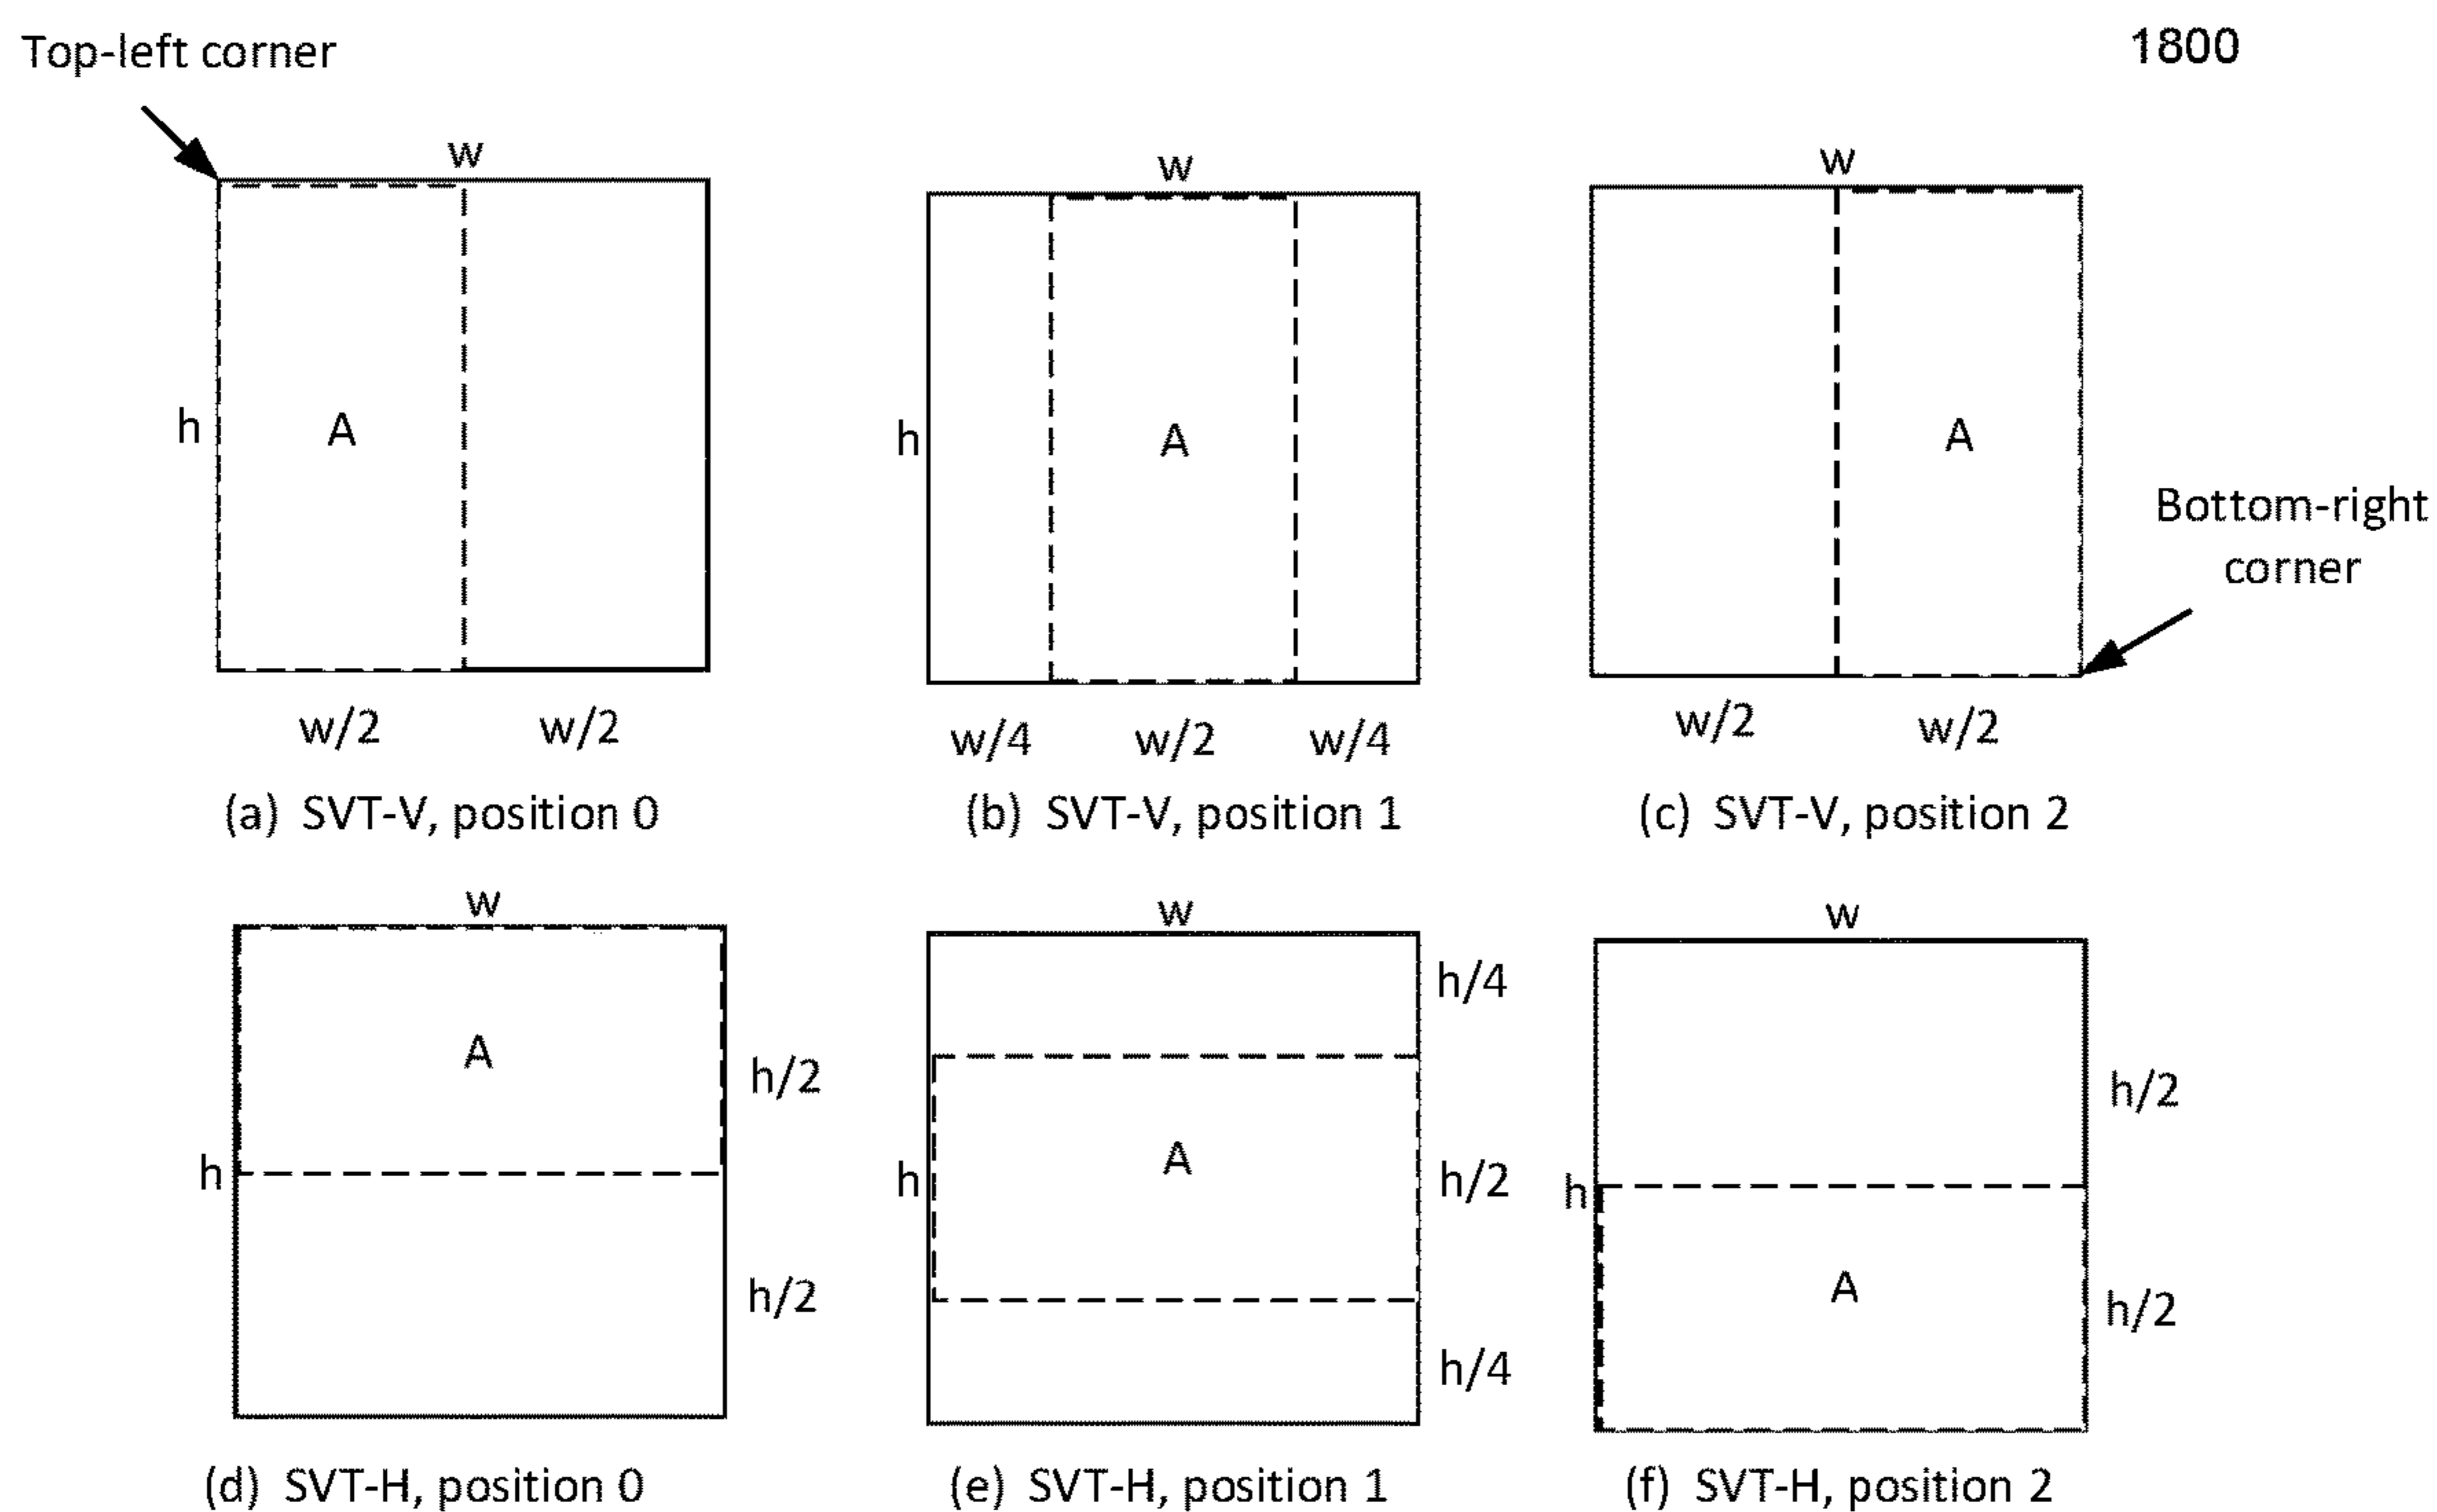 Top-left corner
1800
w
w
w
h
A
h
A
A
Bottom-right
corner
w/2
w/2
w/4
w/2
w/4
w/2
w/2
(a) SVT-V, position 0
(b) SVT-V, position 1
(c) SVT-V, position 2
w
w
w
h/4
A
h/2
h/2
h
A
h
h/2
h
h/2
A
h/2
h/4
(d) SVT-H, position 0
(e) SVT-H, position 1
(f) SVT-H, position 2